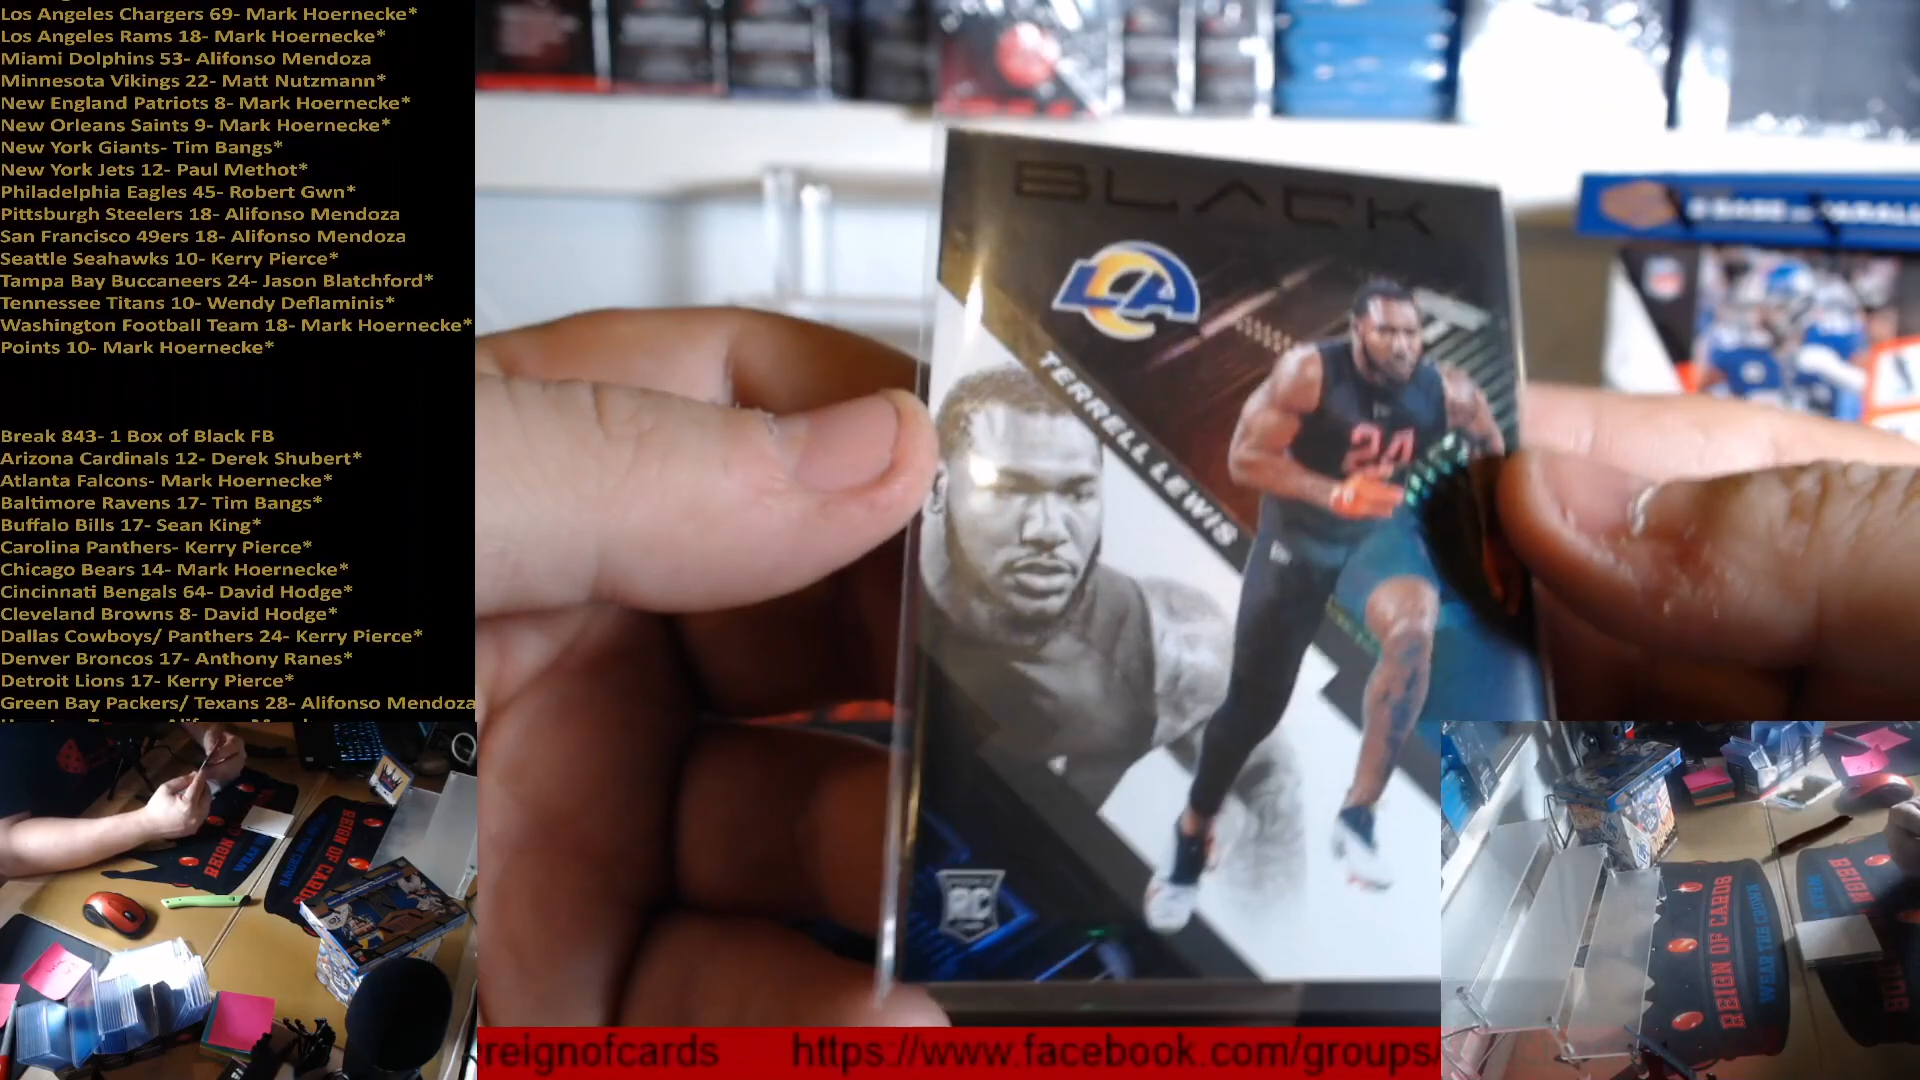 Los Angeles Chargers 69- Mark Hoernecke*
Los Angeles Rams 18- Mark Hoernecke*
Miami Dolphins 53- Alifonso Mendoza
Minnesota Vikings 22- Matt Nutzmann*
New England Patriots 8- Mark Hoernecke*
New Orleans Saints 9- Mark Hoernecke*
New York Giants- Tim Bangs*
New York Jets 12- Paul Methot*
Philadelphia Eagles 45- Robert Gwn*
Pittsburgh Steelers 18- Alifonso Mendoza
San Francisco 49ers 18- Alifonso Mendoza
Seattle Seahawks 10- Kerry Pierce*
Tampa Bay Buccaneers 24- Jason Blatchford*
Tennessee Titans 10- Wendy Deflaminis*
Washington Football Team 18- Mark Hoernecke*
Points 10- Mark Hoernecke*
Break 843- 1 Box of Black FB
Arizona Cardinals 12- Derek Shubert*
Atlanta Falcons- Mark Hoernecke*
Baltimore Ravens 17- Tim Bangs*
Buffalo Bills 17- Sean King*
Carolina Panthers- Kerry Pierce*
Chicago Bears 14- Mark Hoernecke*
Cincinnati Bengals 64- David Hodge*
Cleveland Browns 8- David Hodge*
Dallas Cowboys/ Panthers 24- Kerry Pierce*
Denver Broncos 17- Anthony Ranes*
Detroit Lions 17- Kerry Pierce*
Green Bay Packers/ Texans 28- Alifonso Mendoza
BLACK
LA
TERRELL LEWIS
24
RC
REIGN OF CARDS
WEAR THE CROWN
REIGN
reignofcards https://www.facebook.com/groups/